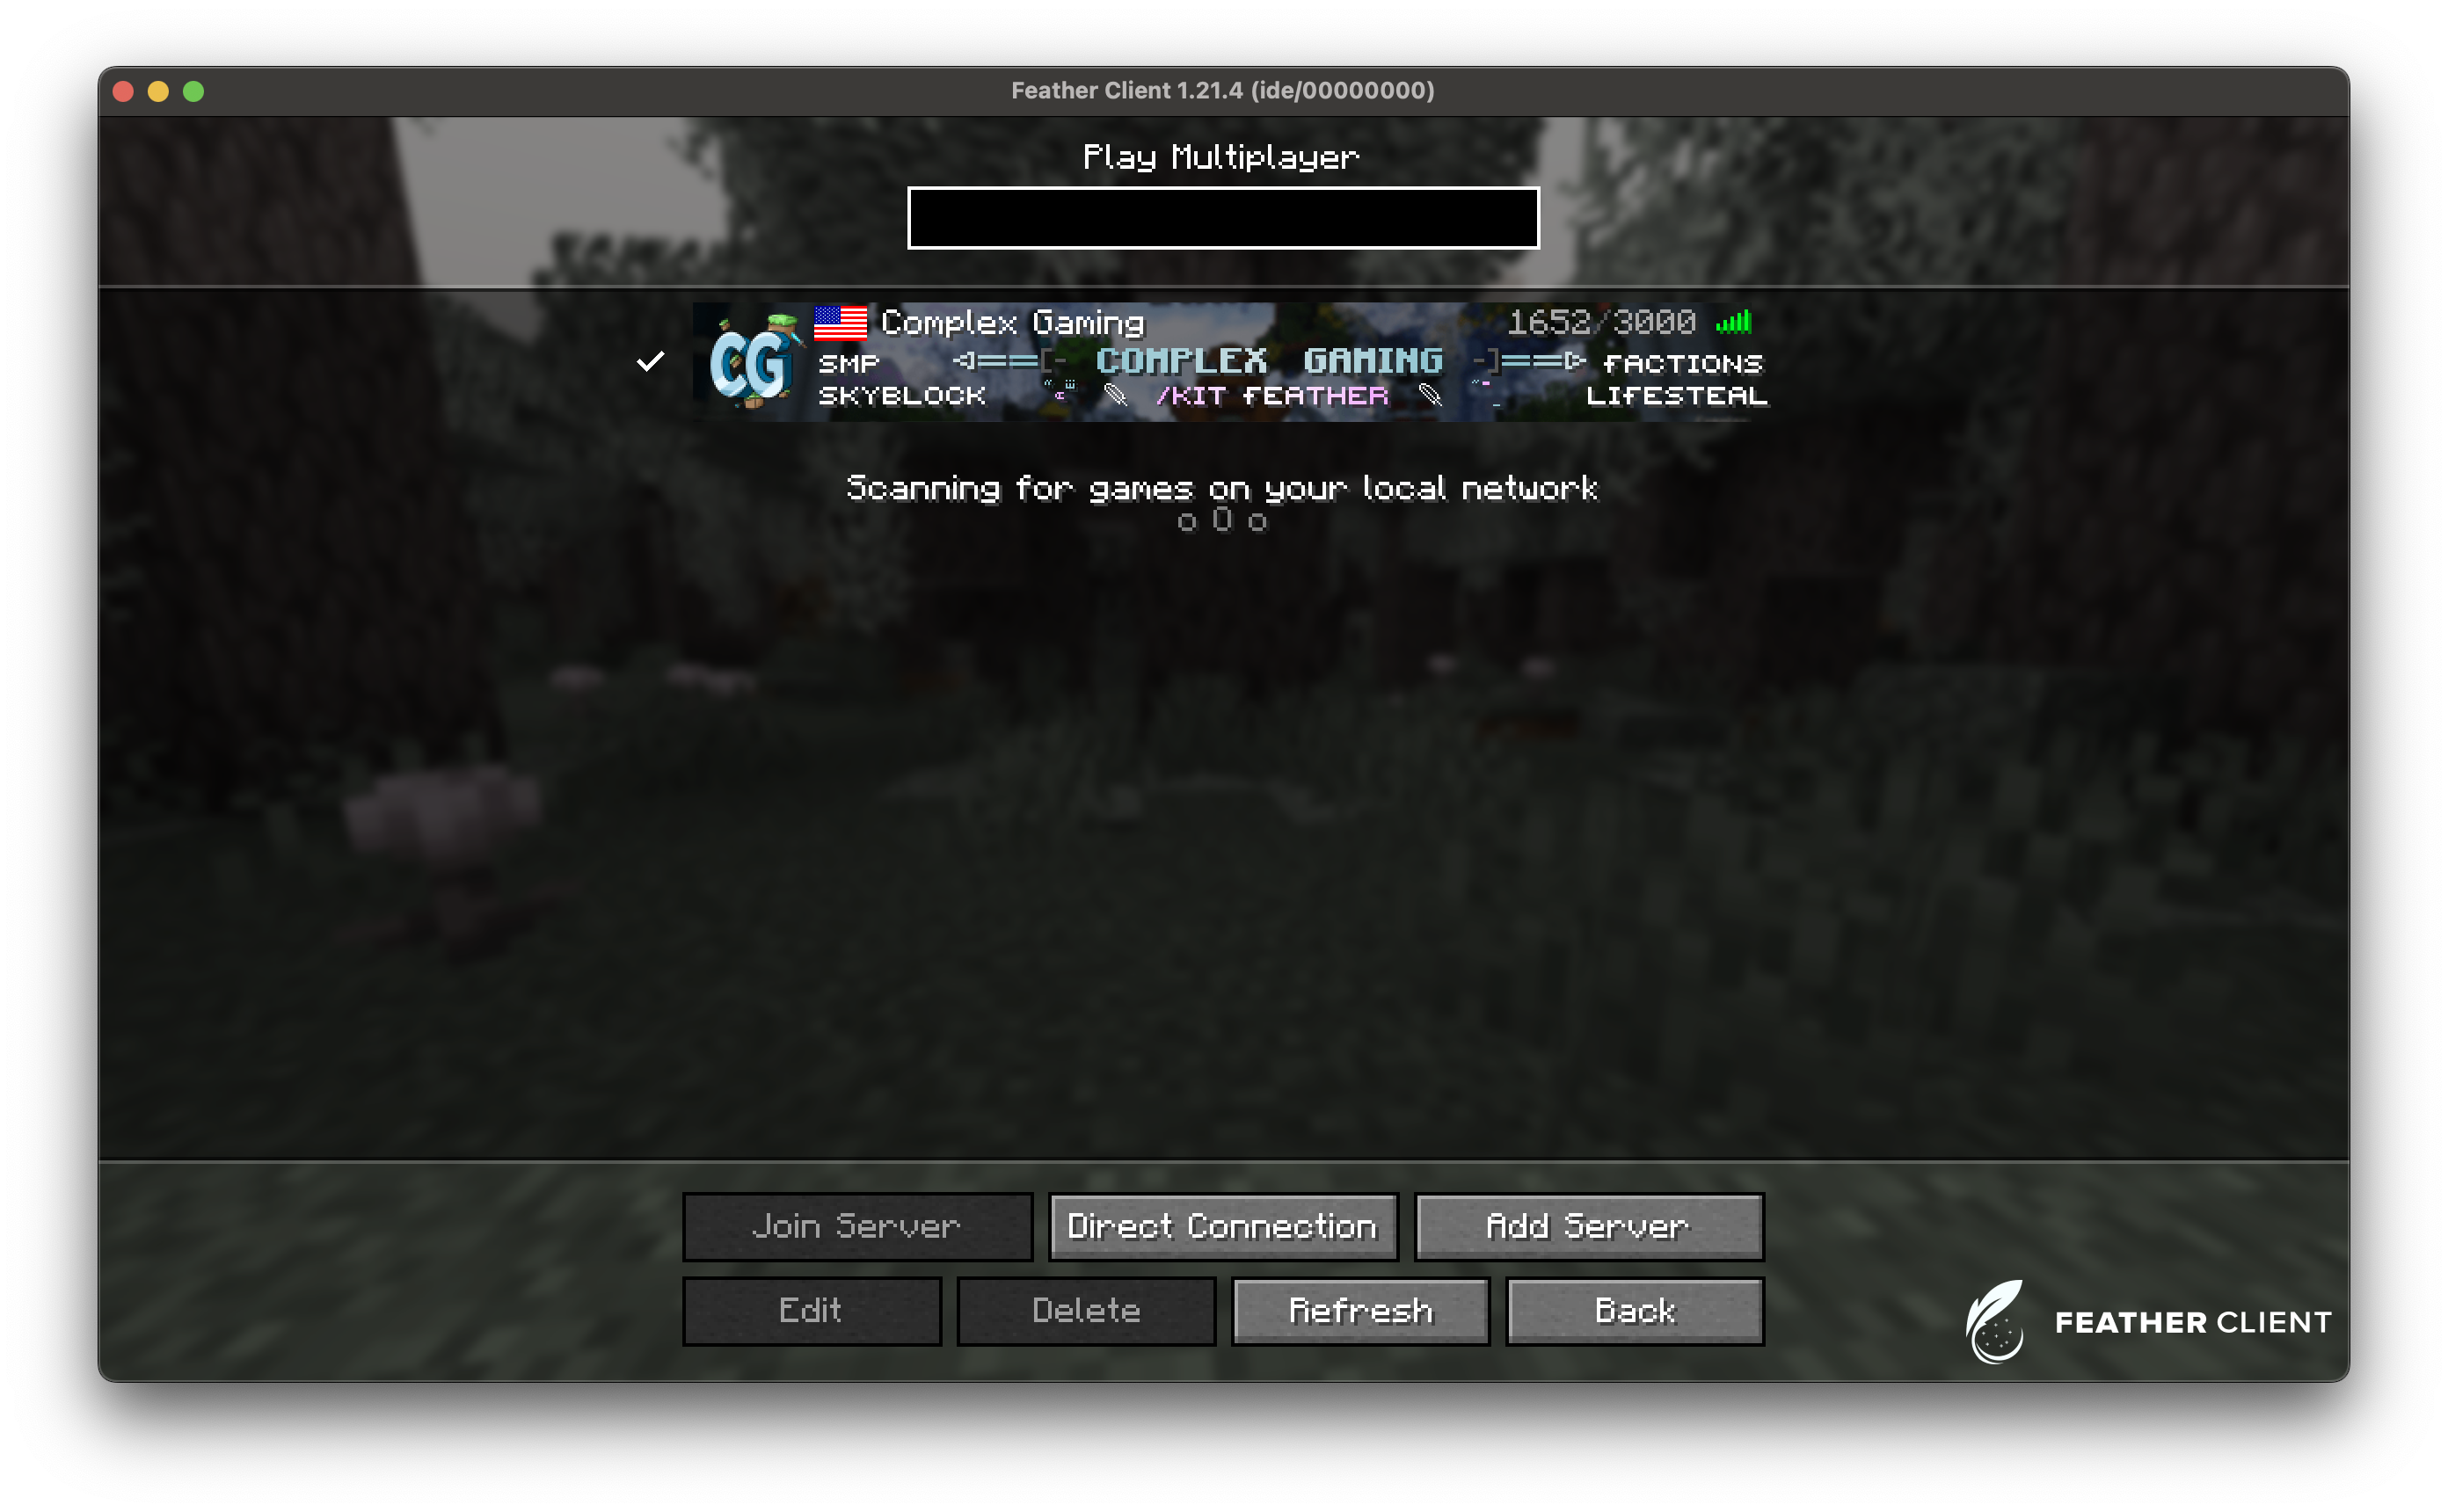 Feather Client 1.21.4 (ide/00000000)
Play Multiplayer
CG
Complex Gaming 1652/3000
SMP COMPLEX GAMING FACTIONS
SKYBLOCK /KIT FEATHER LIFESTEAL
Scanning for games on your local network
o O o
Join Server Direct Connection Add Server
Edit Delete Refresh Back
FEATHER CLIENT